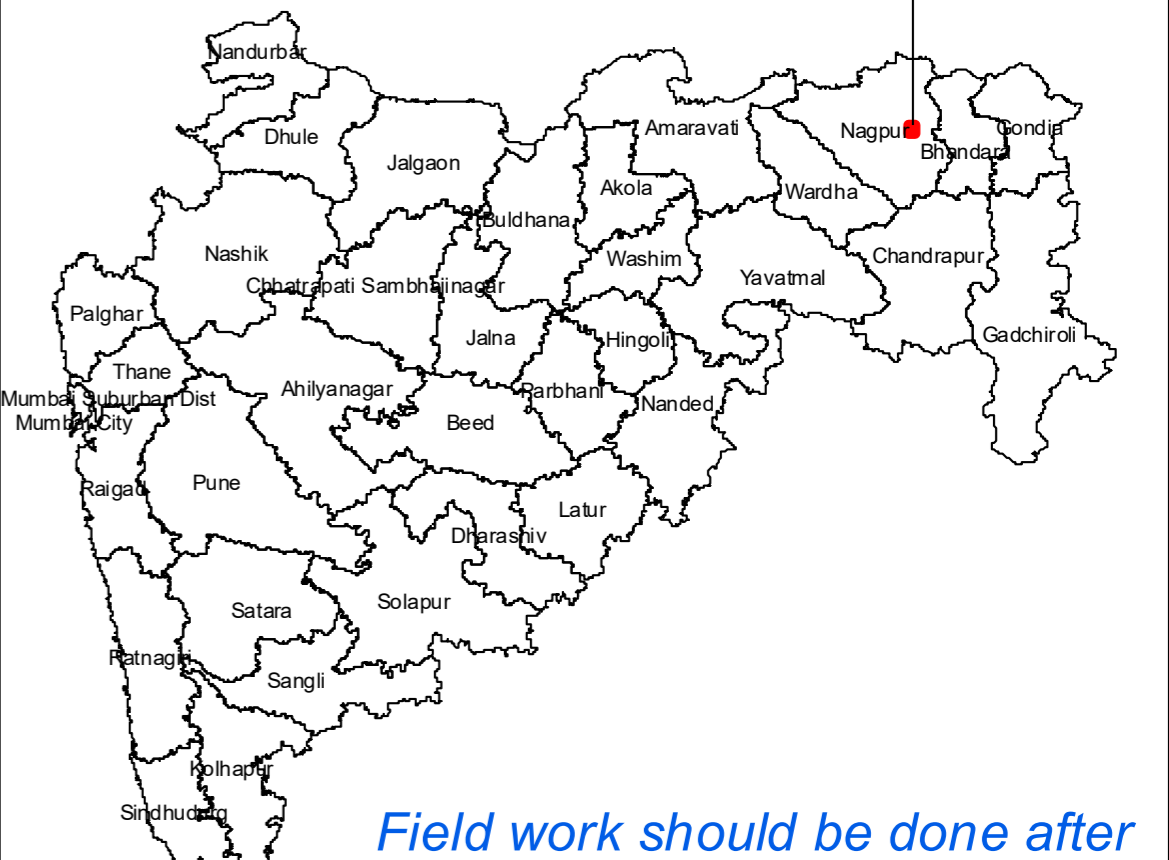 Nandurbar
Dhule
Jalgaon
Amaravati
Nagpur
Gondia
Bhandara
Akola
Wardha
Buldhana
Nashik
Washim
Chandrapur
Chhatrapati Sambhajinagar
Yavatmal
Palghar
Jalna
Hingoli
Gadchiroli
Thane
Ahilyanagar
Parbhani
Mumbai Suburban Dist
Nanded
Mumbai City
Beed
Raigad
Pune
Latur
Dharashiv
Satara
Solapur
Ratnagiri
Sangli
Kolhapur
Sindhudurg
Field work should be done after